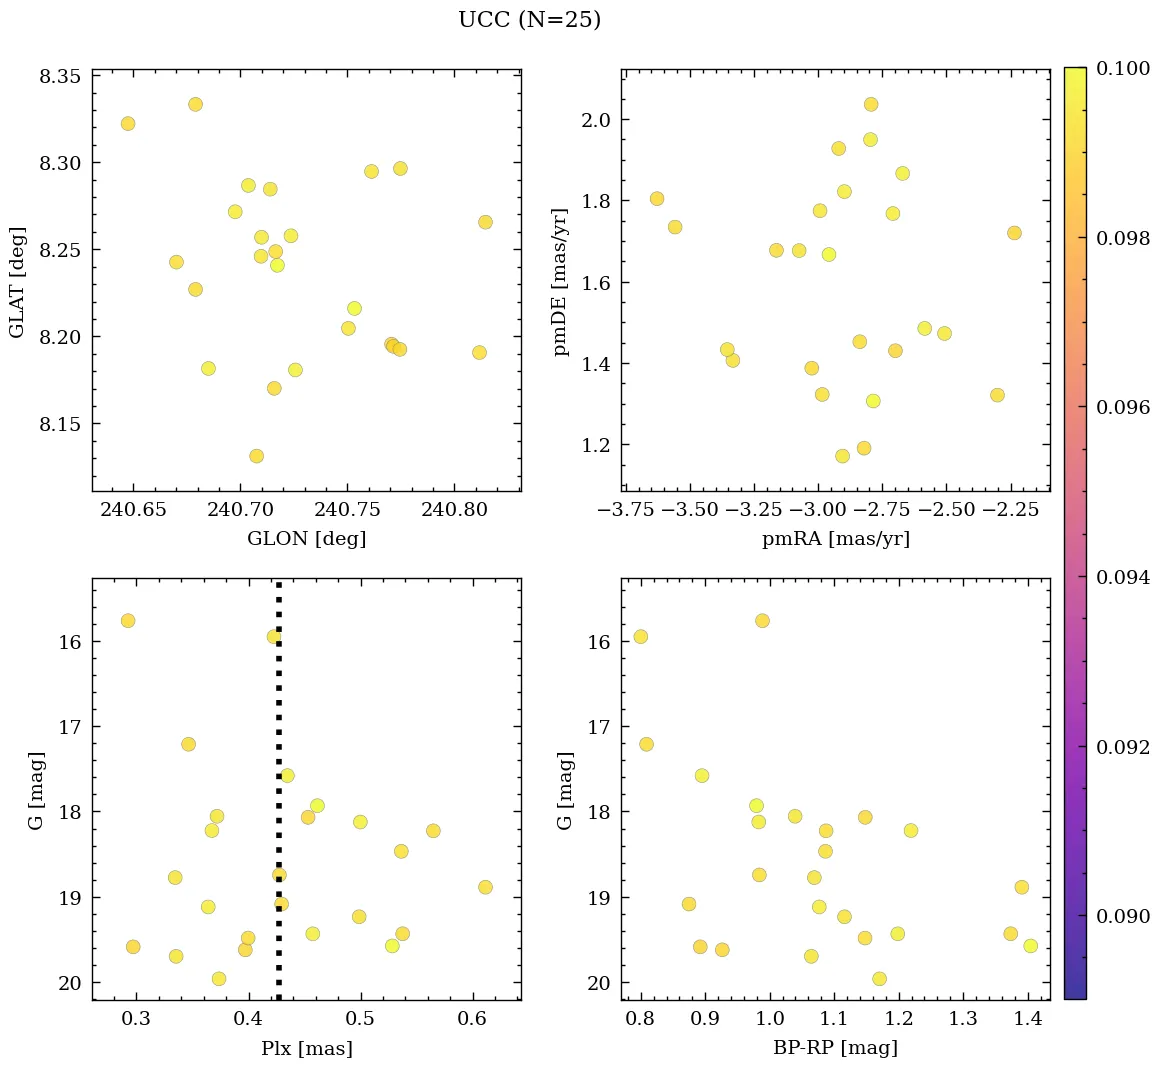 UCC (N=25)
8.35
8.30
8.25
8.20
8.15
GLAT [deg]
240.65 240.70 240.75 240.80
GLON [deg]
2.0
1.8
1.6
1.4
1.2
pmDE [mas/yr]
−3.75 −3.50 −3.25 −3.00 −2.75 −2.50 −2.25
pmRA [mas/yr]
0.100
0.098
0.096
0.094
0.092
0.090
16
17
18
19
20
G [mag]
0.3 0.4 0.5 0.6
Plx [mas]
16
17
18
19
20
G [mag]
0.8 0.9 1.0 1.1 1.2 1.3 1.4
BP-RP [mag]